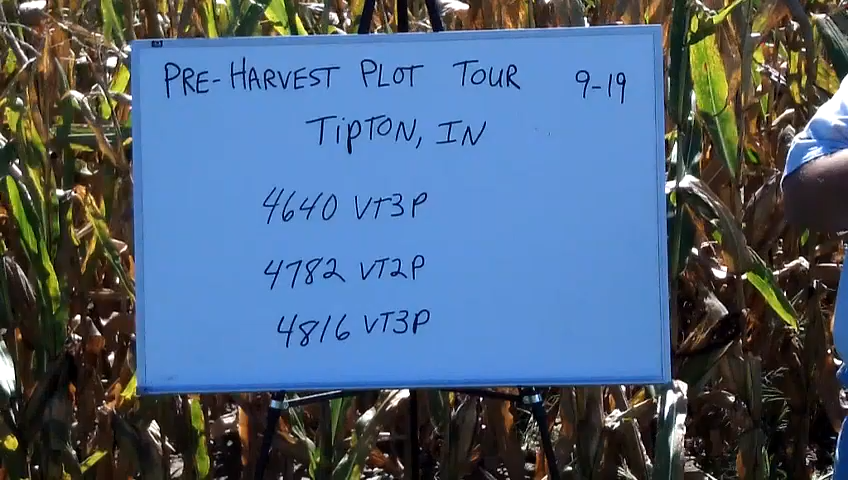 PRE-HARVEST PLOT TOUR 9-19
TIPTON, IN
4640 VT3P
4782 VT2P
4816 VT3P